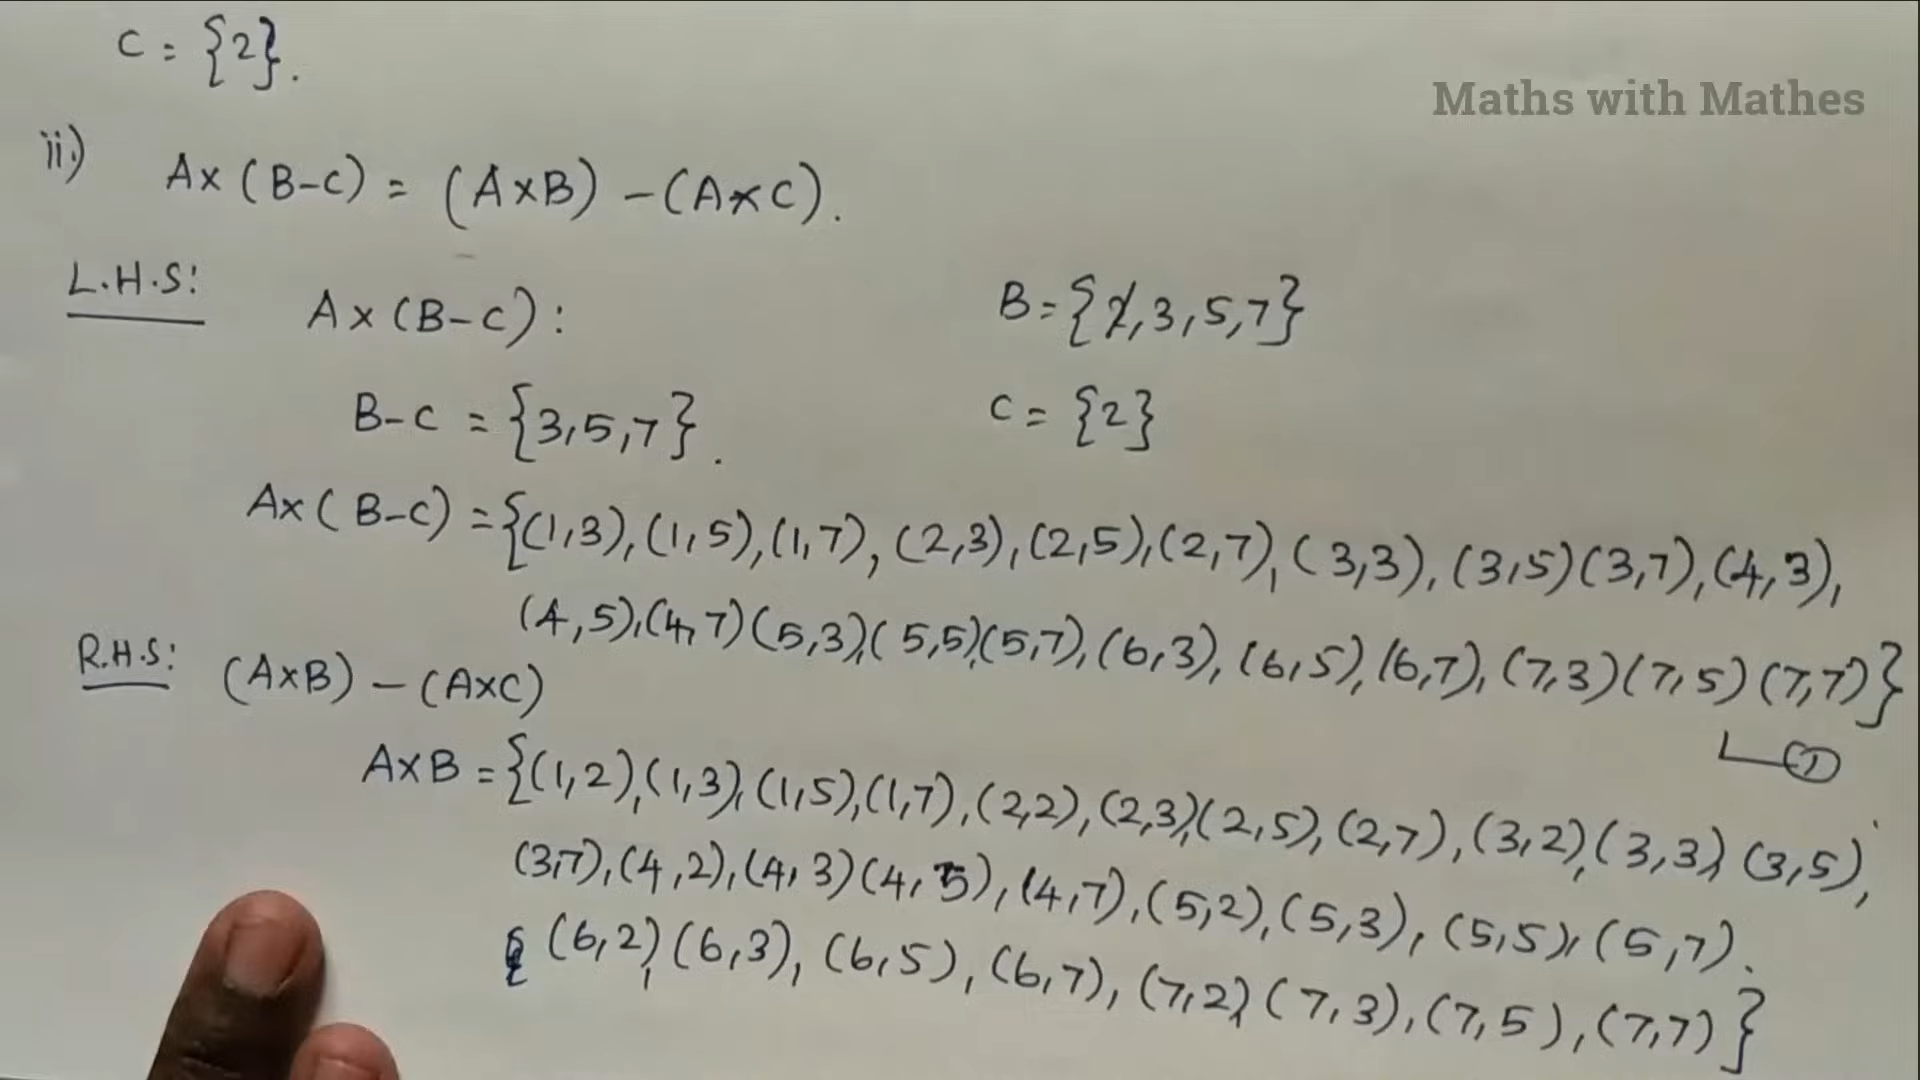 C = {2}.
Maths with Mathes
ii) A×(B-C) = (A×B) - (A×C).
L.H.S: A×(B-C): B = {2,3,5,7}
B-C = {3,5,7}. C = {2}
A×(B-C) = {(1,3),(1,5),(1,7),(2,3),(2,5),(2,7),(3,3),(3,5)(3,7),(4,3),
(4,5),(4,7)(5,3),(5,5),(5,7),(6,3),(6,5),(6,7),(7,3)(7,5)(7,7)}
R.H.S: (A×B) - (A×C)
A×B = {(1,2),(1,3),(1,5),(1,7),(2,2),(2,3),(2,5),(2,7),(3,2),(3,3),(3,5),
(3,7),(4,2),(4,3)(4,5),(4,7),(5,2),(5,3),(5,5),(5,7).
(6,2),(6,3),(6,5),(6,7),(7,2),(7,3),(7,5),(7,7)}